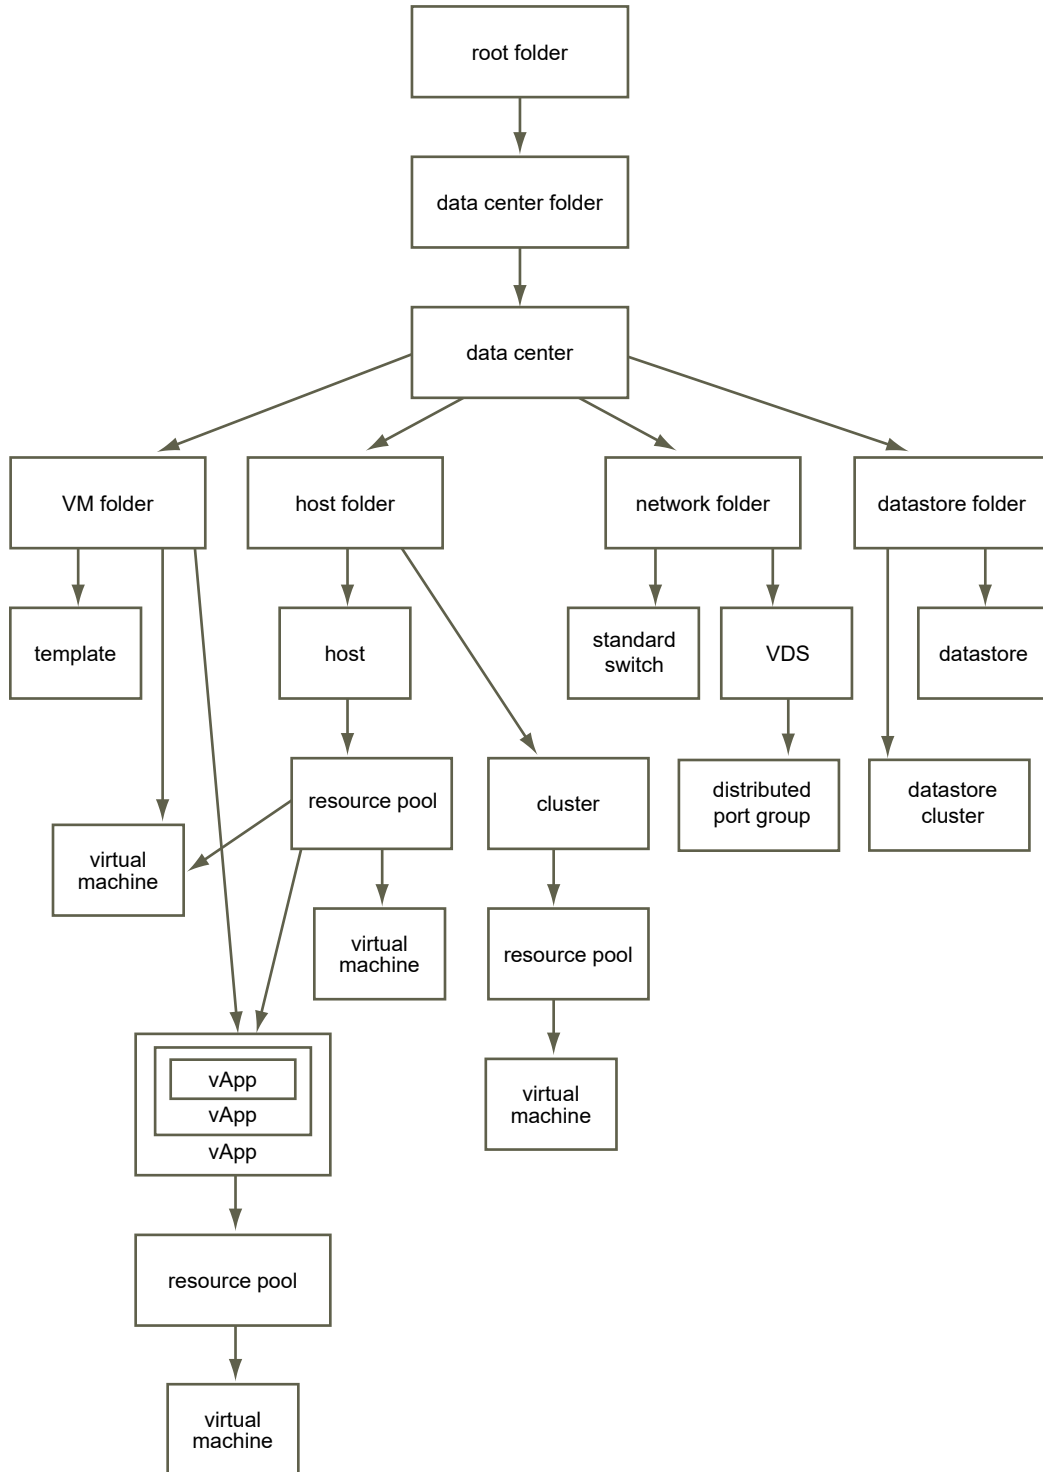 root folder
data center folder
data center
VM folder
host folder
network folder
datastore folder
template
host
standard
switch
VDS
datastore
resource pool
cluster
distributed
port group
datastore
cluster
virtual
machine
virtual
machine
resource pool
vApp
vApp
vApp
virtual
machine
resource pool
virtual
machine